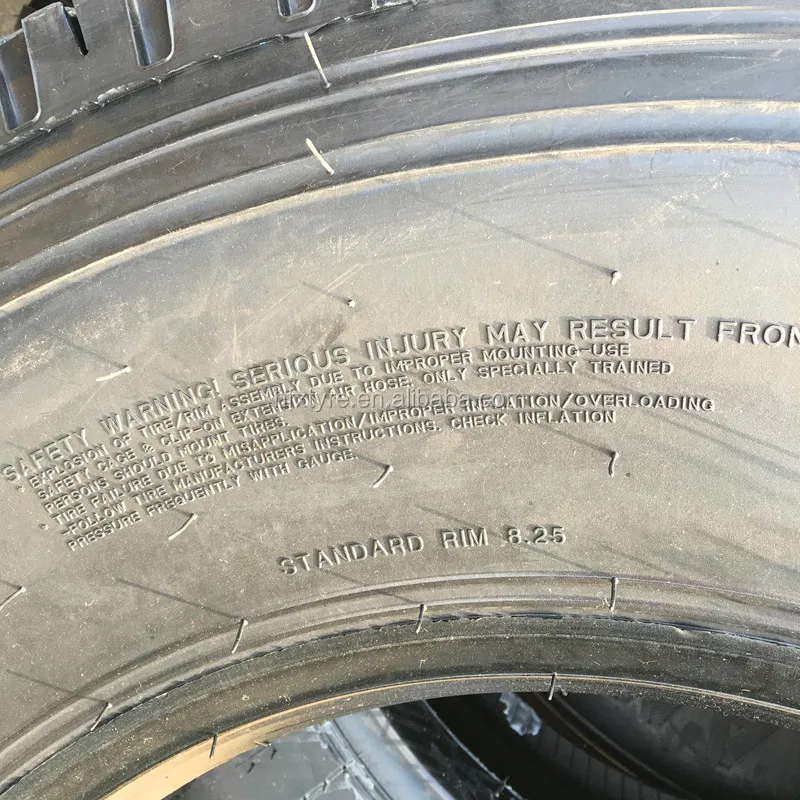 SAFETY WARNING! SERIOUS INJURY MAY RESULT FROM
• EXPLOSION OF TIRE/RIM ASSEMBLY DUE TO IMPROPER MOUNTING-USE
SAFETY CAGE & CLIP-ON EXTENSION AIR HOSE. ONLY SPECIALLY TRAINED
PERSONS SHOULD MOUNT TIRES.
• TIRE FAILURE DUE TO MISAPPLICATION/IMPROPER INFLATION/OVERLOADING
-FOLLOW TIRE MANUFACTURERS INSTRUCTIONS. CHECK INFLATION
PRESSURE FREQUENTLY WITH GAUGE.
STANDARD RIM 8.25